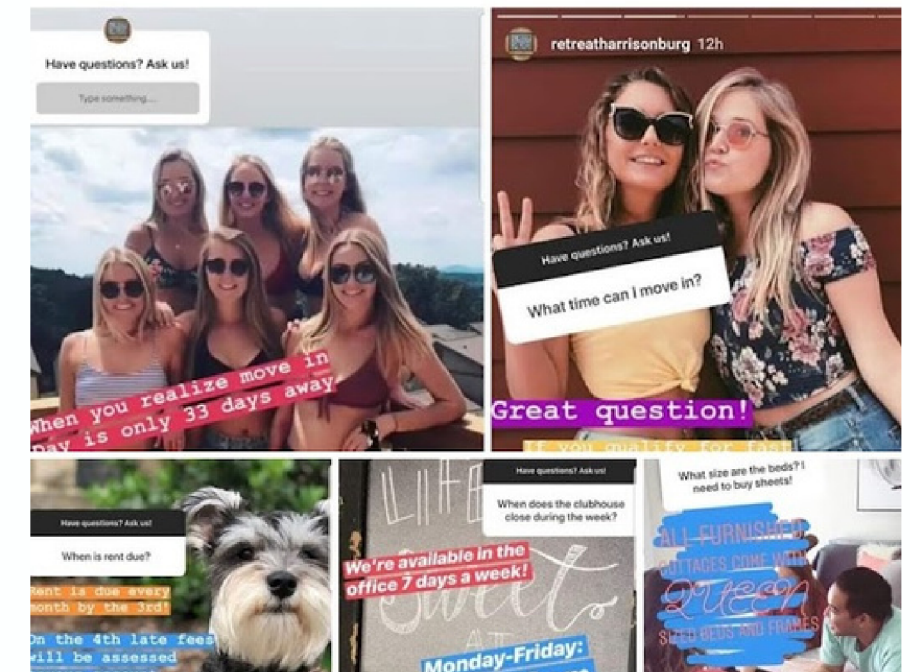 Have questions? Ask us!
Type something...
When you realize move in
Day is only 33 days away
retreatharrisonburg 12h
Have questions? Ask us!
What time can I move in?
Great question!
If you qualify for fast
Have questions? Ask us!
When is rent due?
Rent is due every
month by the 3rd!
On the 4th late fees
will be assessed
Have questions? Ask us!
When does the clubhouse
close during the week?
We're available in the
office 7 days a week!
Sweet
Monday-Friday:
What size are the beds? I
need to buy sheets!
ALL FURNISHED
COTTAGES COME WITH
QUEEN
SIZED BEDS AND FRAMES